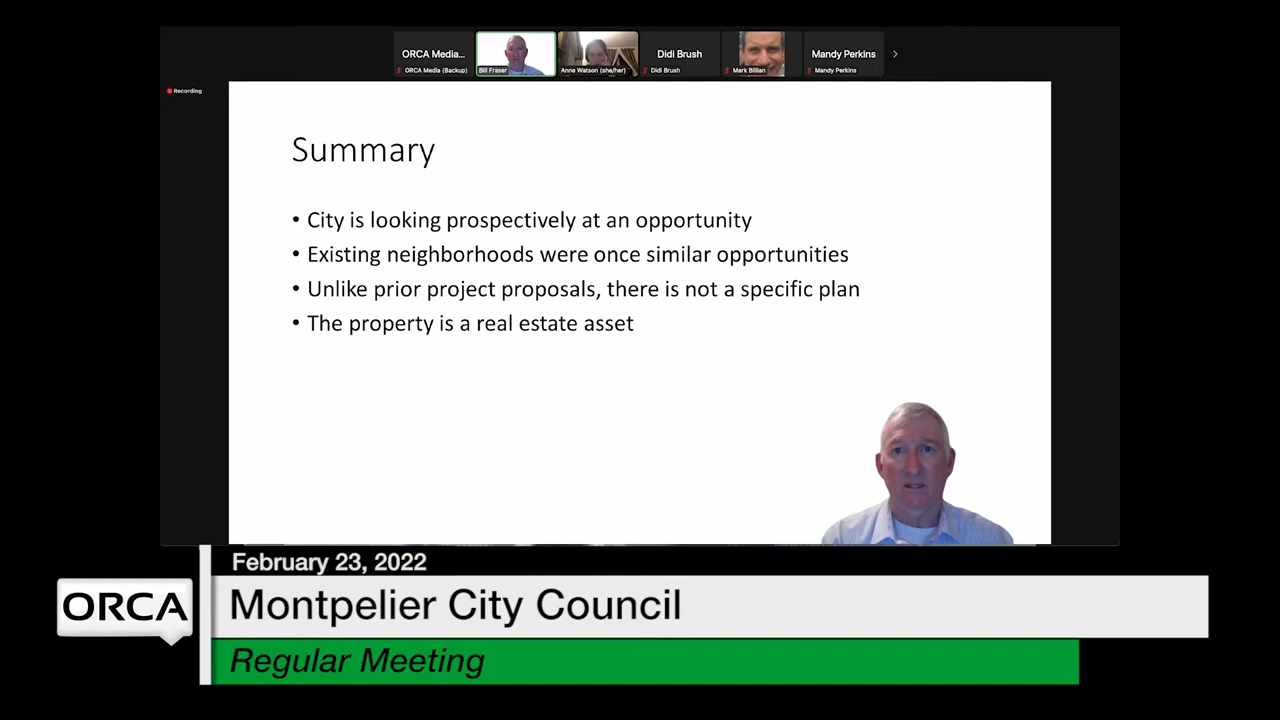 ORCA Media...
Didi Brush
Mandy Perkins
ORCA Media (Backup)
Bill Fraser
Anne Watson (she/her)
Didi Brush
Mark Billian
Mandy Perkins
Recording
Summary
• City is looking prospectively at an opportunity
• Existing neighborhoods were once similar opportunities
• Unlike prior project proposals, there is not a specific plan
• The property is a real estate asset
February 23, 2022
ORCA
Montpelier City Council
Regular Meeting